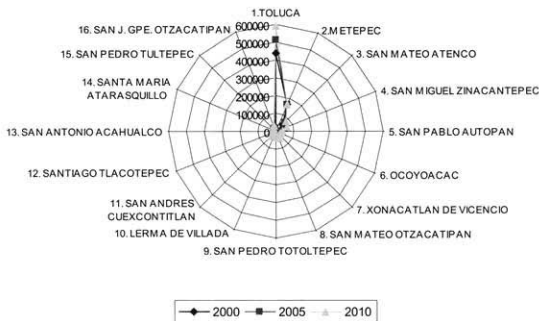 1.TOLUCA
16. SAN J. GPE. OTZACATIPAN
600000
2.METEPEC
500000
15. SAN PEDRO TULTEPEC
3. SAN MATEO ATENCO
400000
300000
14. SANTA MARIA
ATARASQUILLO
4. SAN MIGUEL ZINACANTEPEC
200000
100000
13. SAN ANTONIO ACAHUALCO
0
5. SAN PABLO AUTOPAN
12. SANTIAGO TLACOTEPEC
6. OCOYOACAC
11. SAN ANDRES
CUEXCONTITLAN
7. XONACATLAN DE VICENCIO
10. LERMA DE VILLADA
8. SAN MATEO OTZACATIPAN
9. SAN PEDRO TOTOLTEPEC
2000 2005 2010